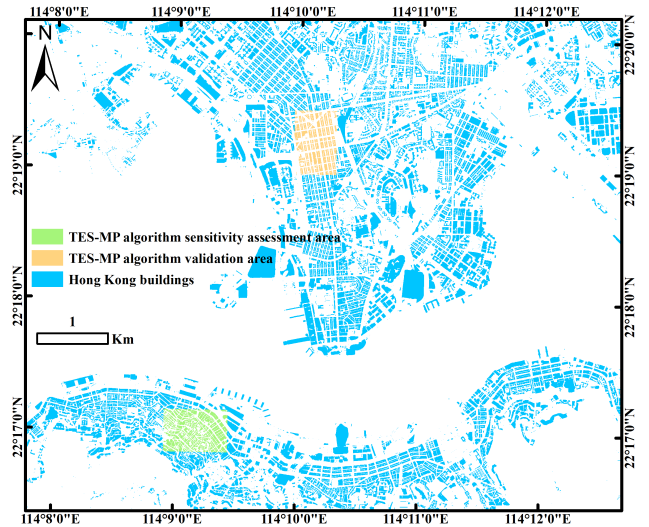 114°8'0"E 114°9'0"E 114°10'0"E 114°11'0"E 114°12'0"E
N
22°20'0"N
22°19'0"N
22°19'0"N
TES-MP algorithm sensitivity assessment area
TES-MP algorithm validation area
Hong Kong buildings
22°18'0"N
22°18'0"N
1
Km
22°17'0"N
22°17'0"N
114°8'0"E 114°9'0"E 114°10'0"E 114°11'0"E 114°12'0"E